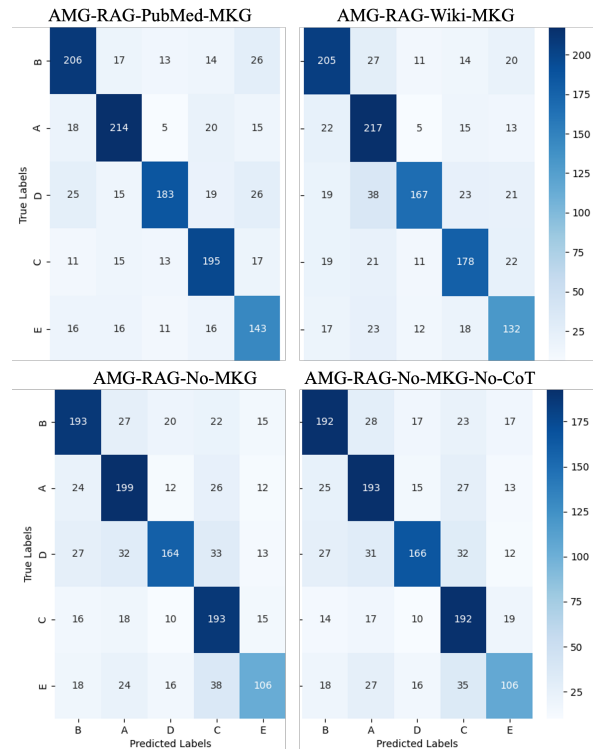 AMG-RAG-PubMed-MKG
AMG-RAG-Wiki-MKG
B 206 17 13 14 26
205 27 11 14 20
A 18 214 5 20 15
22 217 5 15 13
D 25 15 183 19 26
19 38 167 23 21
C 11 15 13 195 17
19 21 11 178 22
E 16 16 11 16 143
17 23 12 18 132
True Labels
200
175
150
125
100
75
50
25
AMG-RAG-No-MKG
AMG-RAG-No-MKG-No-CoT
B 193 27 20 22 15
192 28 17 23 17
A 24 199 12 26 12
25 193 15 27 13
D 27 32 164 33 13
27 31 166 32 12
C 16 18 10 193 15
14 17 10 192 19
E 18 24 16 38 106
18 27 16 35 106
True Labels
175
150
125
100
75
50
25
B A D C E
B A D C E
Predicted Labels
Predicted Labels